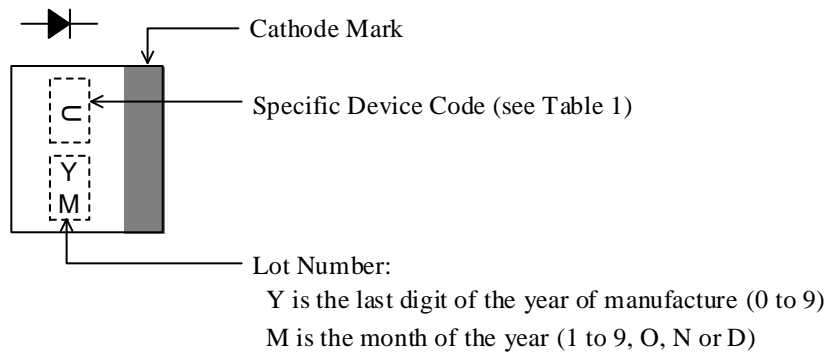 Cathode Mark
U
Specific Device Code (see Table 1)
Y
M
Lot Number:
Y is the last digit of the year of manufacture (0 to 9)
M is the month of the year (1 to 9, O, N or D)